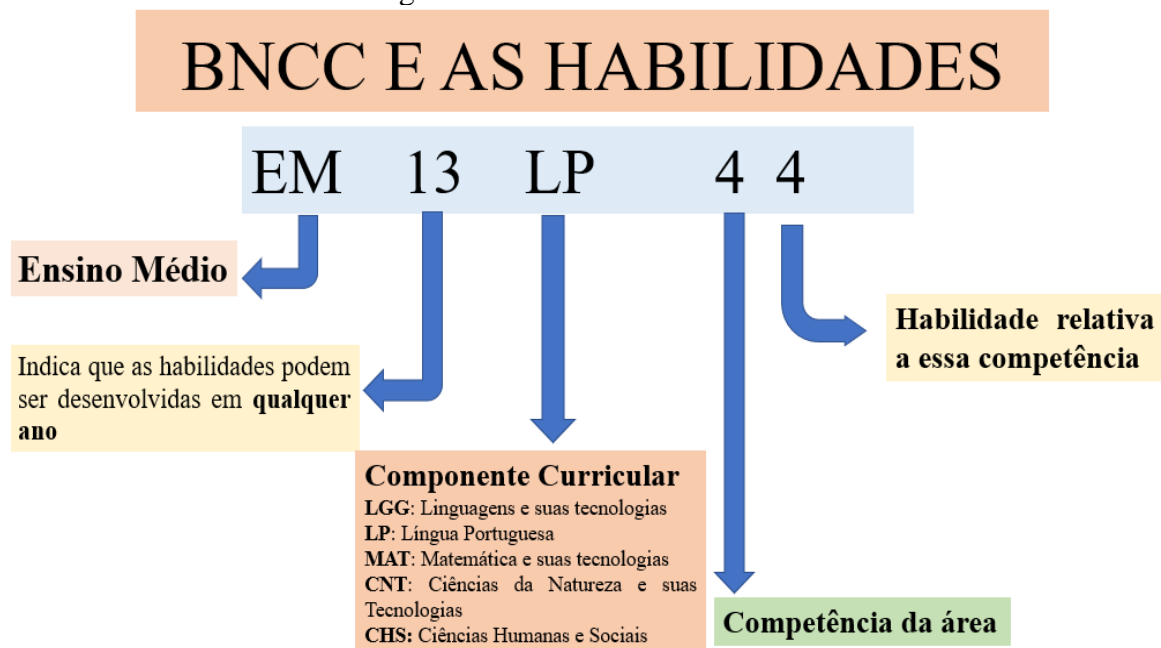 BNCC E AS HABILIDADES
EM 13 LP 4 4
Ensino Médio
Habilidade relativa
a essa competência
Indica que as habilidades podem
ser desenvolvidas em qualquer
ano
Componente Curricular
LGG: Linguagens e suas tecnologias
LP: Língua Portuguesa
MAT: Matemática e suas tecnologias
CNT: Ciências da Natureza e suas
Tecnologias
CHS: Ciências Humanas e Sociais
Competência da área